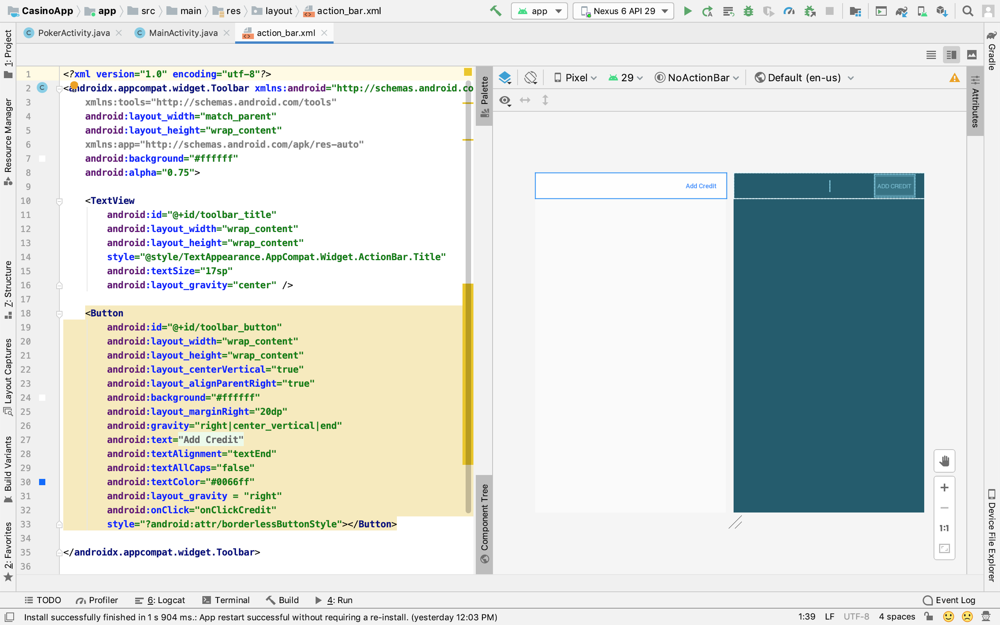 CasinoApp app src main res layout action_bar.xml app Nexus 6 API 29
PokerActivity.java MainActivity.java action_bar.xml
1: Project
Resource Manager
7: Structure
Layout Captures
Build Variants
2: Favorites
1 <?xml version="1.0" encoding="utf-8"?>
2 <androidx.appcompat.widget.Toolbar xmlns:android="http://schemas.android.co
3 xmlns:tools="http://schemas.android.com/tools"
4 android:layout_width="match_parent"
5 android:layout_height="wrap_content"
6 xmlns:app="http://schemas.android.com/apk/res-auto"
7 android:background="#ffffff"
8 android:alpha="0.75">
9
10 <TextView
11 android:id="@+id/toolbar_title"
12 android:layout_width="wrap_content"
13 android:layout_height="wrap_content"
14 style="@style/TextAppearance.AppCompat.Widget.ActionBar.Title"
15 android:textSize="17sp"
16 android:layout_gravity="center" />
17
18 <Button
19 android:id="@+id/toolbar_button"
20 android:layout_width="wrap_content"
21 android:layout_height="wrap_content"
22 android:layout_centerVertical="true"
23 android:layout_alignParentRight="true"
24 android:background="#ffffff"
25 android:layout_marginRight="20dp"
26 android:gravity="right|center_vertical|end"
27 android:text="Add Credit"
28 android:textAlignment="textEnd"
29 android:textAllCaps="false"
30 android:textColor="#0066ff"
31 android:layout_gravity = "right"
32 android:onClick="onClickCredit"
33 style="?android:attr/borderlessButtonStyle"></Button>
34
35 </androidx.appcompat.widget.Toolbar>
36
Palette
Component Tree
Pixel 29 NoActionBar Default (en-us)
Add Credit
ADD CREDIT
1:1
Gradle
Attributes
Device File Explorer
TODO Profiler 6: Logcat Terminal Build 4: Run Event Log
Install successfully finished in 1 s 904 ms.: App restart successful without requiring a re-install. (yesterday 12:03 PM) 1:39 LF UTF-8 4 spaces